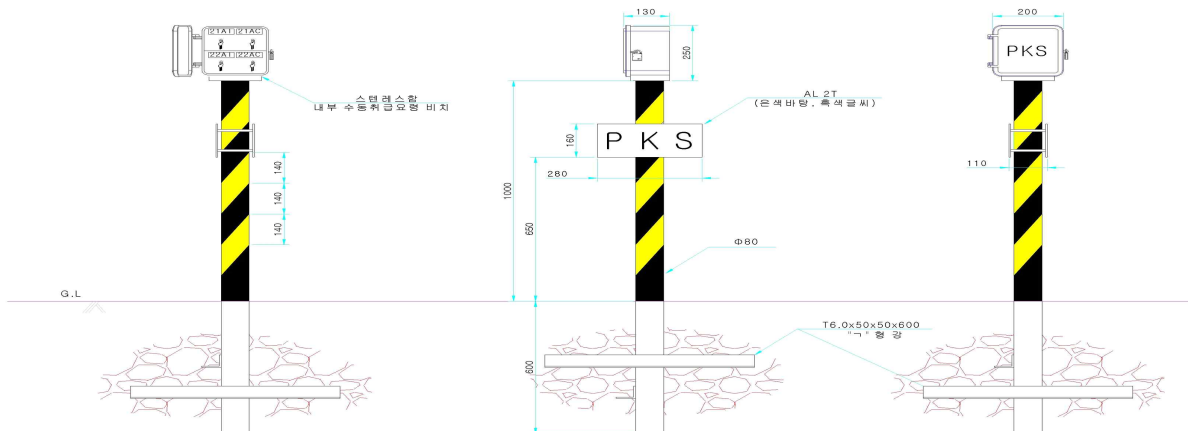 130
200
21A1 21AC
22A1 22AC
250
PKS
스텐레스함
내부 수동취급요령 비치
AL 2T
(은색바탕, 흑색글씨)
160
P K S
280
110
140
140
140
1000
650
Φ80
G.L
T6.0x50x50x600
"ㄱ" 형 강
600